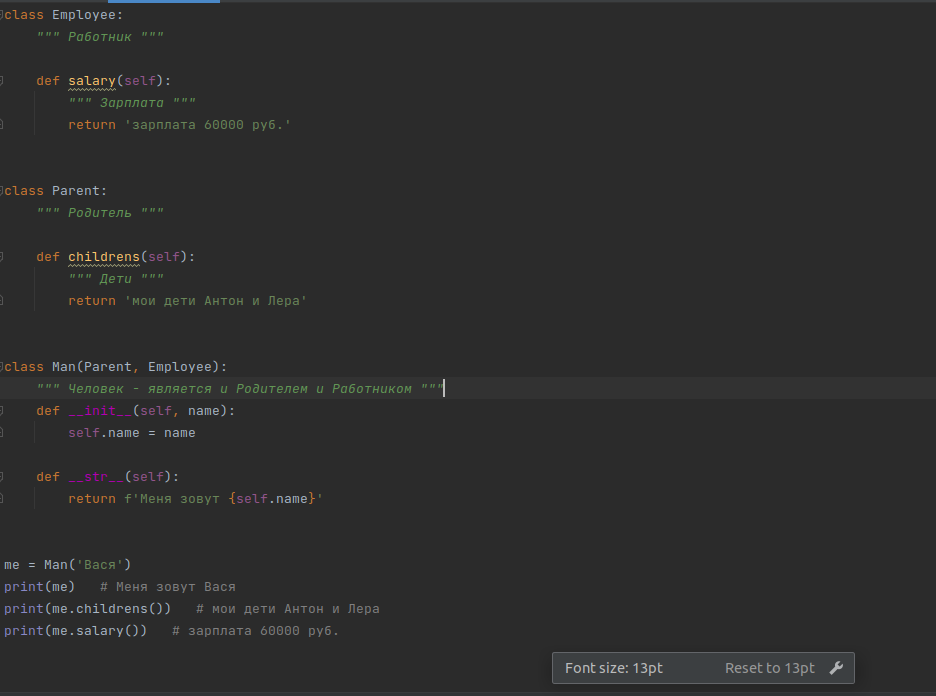 class Employee:
    """ Работник """
    def salary(self):
        """ Зарплата """
        return 'зарплата 60000 руб.'
class Parent:
    """ Родитель """
    def childrens(self):
        """ Дети """
        return 'мои дети Антон и Лера'
class Man(Parent, Employee):
    """ Человек - является и Родителем и Работником """
    def __init__(self, name):
        self.name = name
    def __str__(self):
        return f'Меня зовут {self.name}'
me = Man('Вася')
print(me)   # Меня зовут Вася
print(me.childrens())   # мои дети Антон и Лера
print(me.salary())   # зарплата 60000 руб.
Font size: 13pt Reset to 13pt